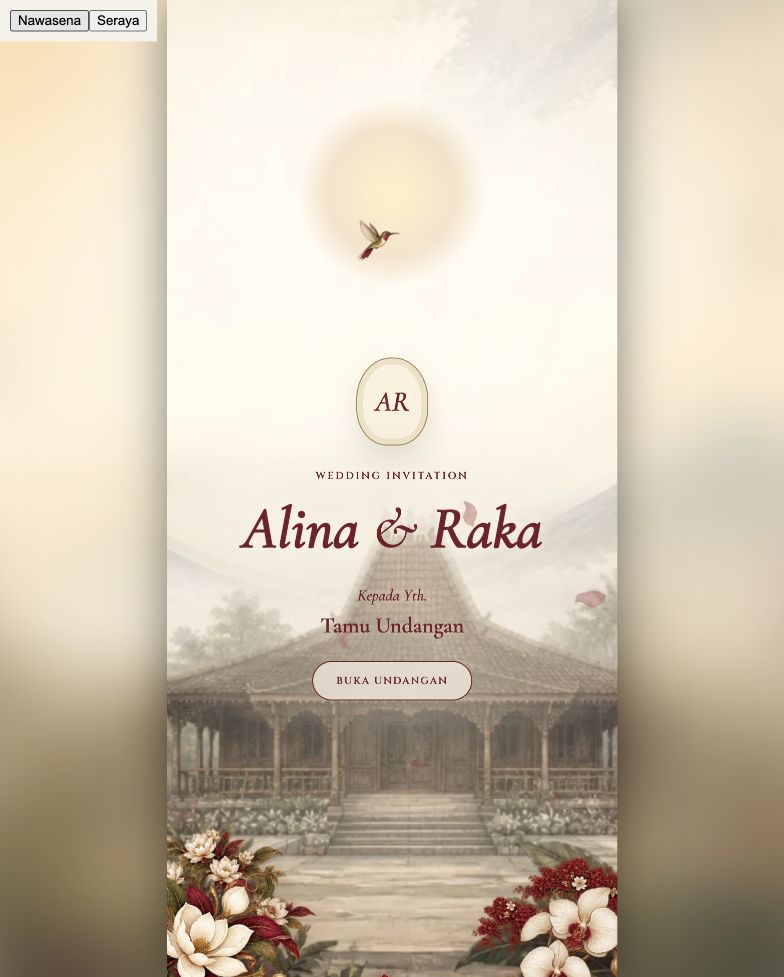 Nawasena Seraya
AR
WEDDING INVITATION
Alina & Raka
Kepada Yth.
Tamu Undangan
BUKA UNDANGAN